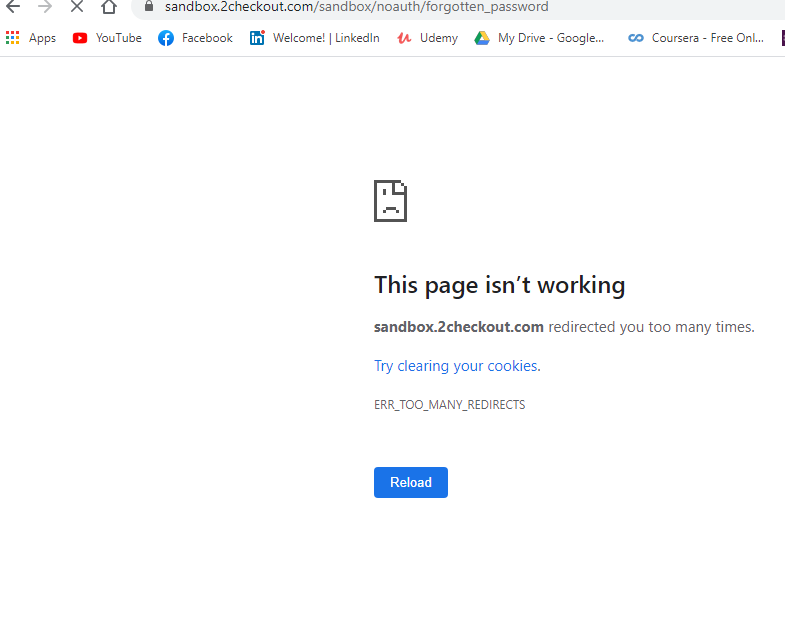 sandbox.2checkout.com/sandbox/noauth/forgotten_password
Apps YouTube Facebook Welcome! | LinkedIn Udemy My Drive - Google... Coursera - Free Onl...
This page isn't working
sandbox.2checkout.com redirected you too many times.
Try clearing your cookies.
ERR_TOO_MANY_REDIRECTS
Reload